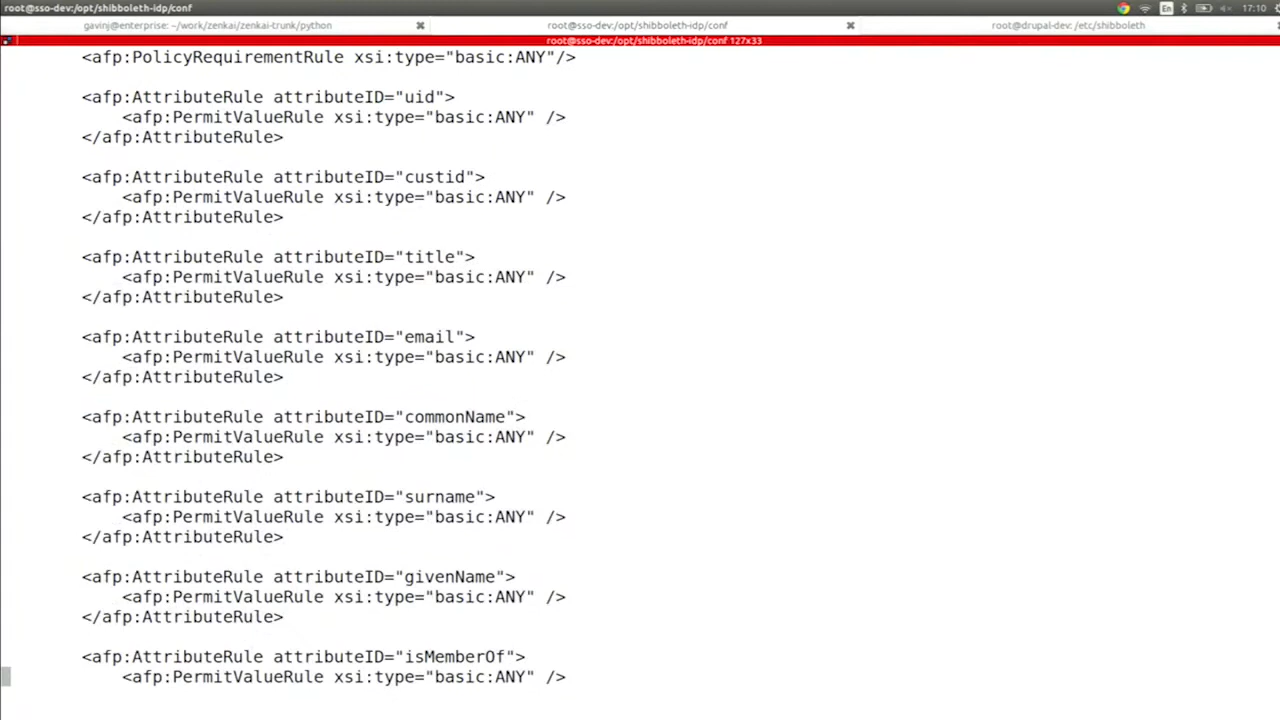 root@sso-dev:/opt/shibboleth-idp/conf
En
17:10
gavinj@enterprise: ~/work/zenkai/zenkai-trunk/python
root@sso-dev:/opt/shibboleth-idp/conf
root@drupal-dev: /etc/shibboleth
root@sso-dev:/opt/shibboleth-idp/conf 127x33
<afp:PolicyRequirementRule xsi:type="basic:ANY"/>
<afp:AttributeRule attributeID="uid">
<afp:PermitValueRule xsi:type="basic:ANY" />
</afp:AttributeRule>
<afp:AttributeRule attributeID="custid">
<afp:PermitValueRule xsi:type="basic:ANY" />
</afp:AttributeRule>
<afp:AttributeRule attributeID="title">
<afp:PermitValueRule xsi:type="basic:ANY" />
</afp:AttributeRule>
<afp:AttributeRule attributeID="email">
<afp:PermitValueRule xsi:type="basic:ANY" />
</afp:AttributeRule>
<afp:AttributeRule attributeID="commonName">
<afp:PermitValueRule xsi:type="basic:ANY" />
</afp:AttributeRule>
<afp:AttributeRule attributeID="surname">
<afp:PermitValueRule xsi:type="basic:ANY" />
</afp:AttributeRule>
<afp:AttributeRule attributeID="givenName">
<afp:PermitValueRule xsi:type="basic:ANY" />
</afp:AttributeRule>
<afp:AttributeRule attributeID="isMemberOf">
<afp:PermitValueRule xsi:type="basic:ANY" />